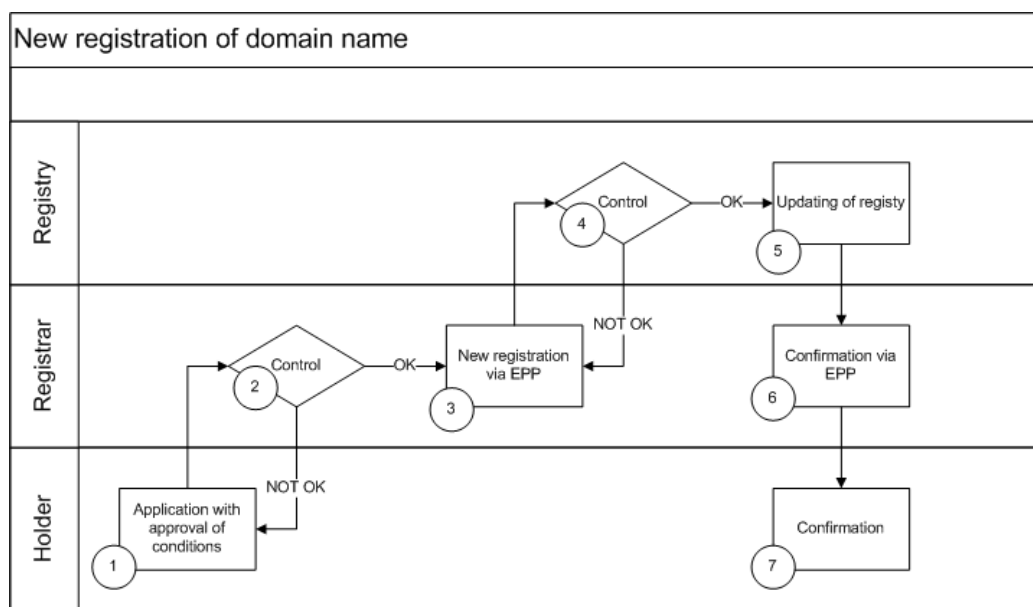 New registration of domain name
Registry
Control
4
OK
Updating of registy
5
NOT OK
Registrar
Control
2
OK
New registration
via EPP
3
Confirmation via
EPP
6
NOT OK
Holder
Application with
approval of
conditions
1
Confirmation
7